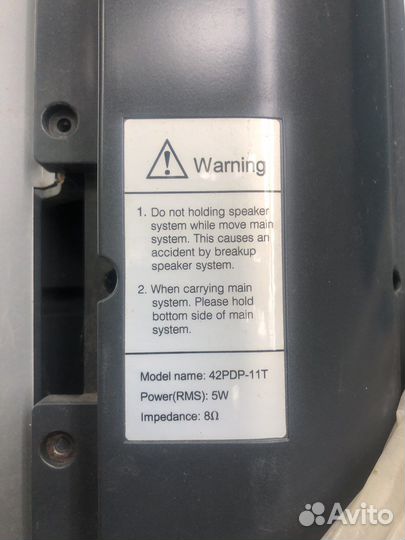 Warning
1. Do not holding speaker
system while move main
system. This causes an
accident by breakup
speaker system.
2. When carrying main
system. Please hold
bottom side of main
system.
Model name: 42PDP-11T
Power(RMS): 5W
Impedance: 8Ω
Avito